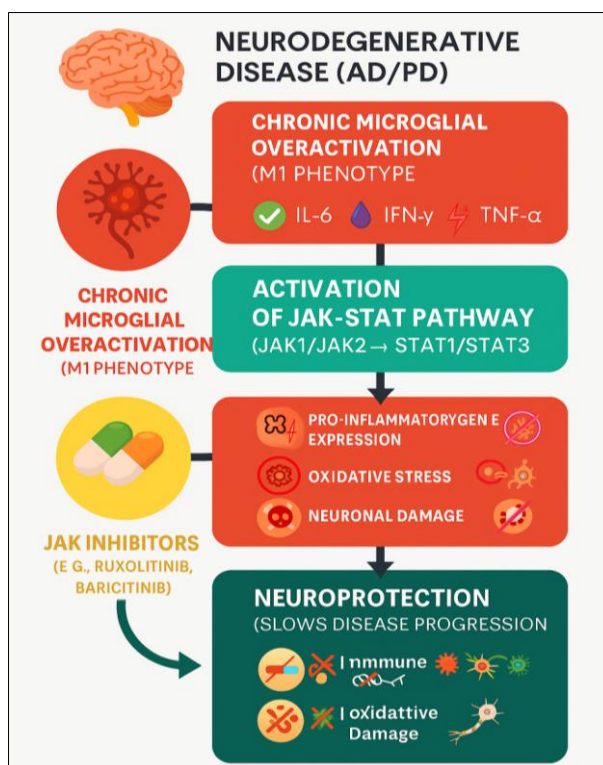 NEURODEGENERATIVE
DISEASE (AD/PD)
CHRONIC MICROGLIAL
OVERACTIVATION
(M1 PHENOTYPE
IL-6 IFN-γ TNF-α
CHRONIC
MICROGLIAL
OVERACTIVATION
(M1 PHENOTYPE
ACTIVATION
OF JAK-STAT PATHWAY
(JAK1/JAK2 → STAT1/STAT3
PRO-INFLAMMATORYGEN E
EXPRESSION
OXIDATIVE STRESS
NEURONAL DAMAGE
JAK INHIBITORS
(E G., RUXOLITINIB,
BARICITINIB)
NEUROPROTECTION
(SLOWS DISEASE PROGRESSION
| nmmune
| oxidattive
Damage